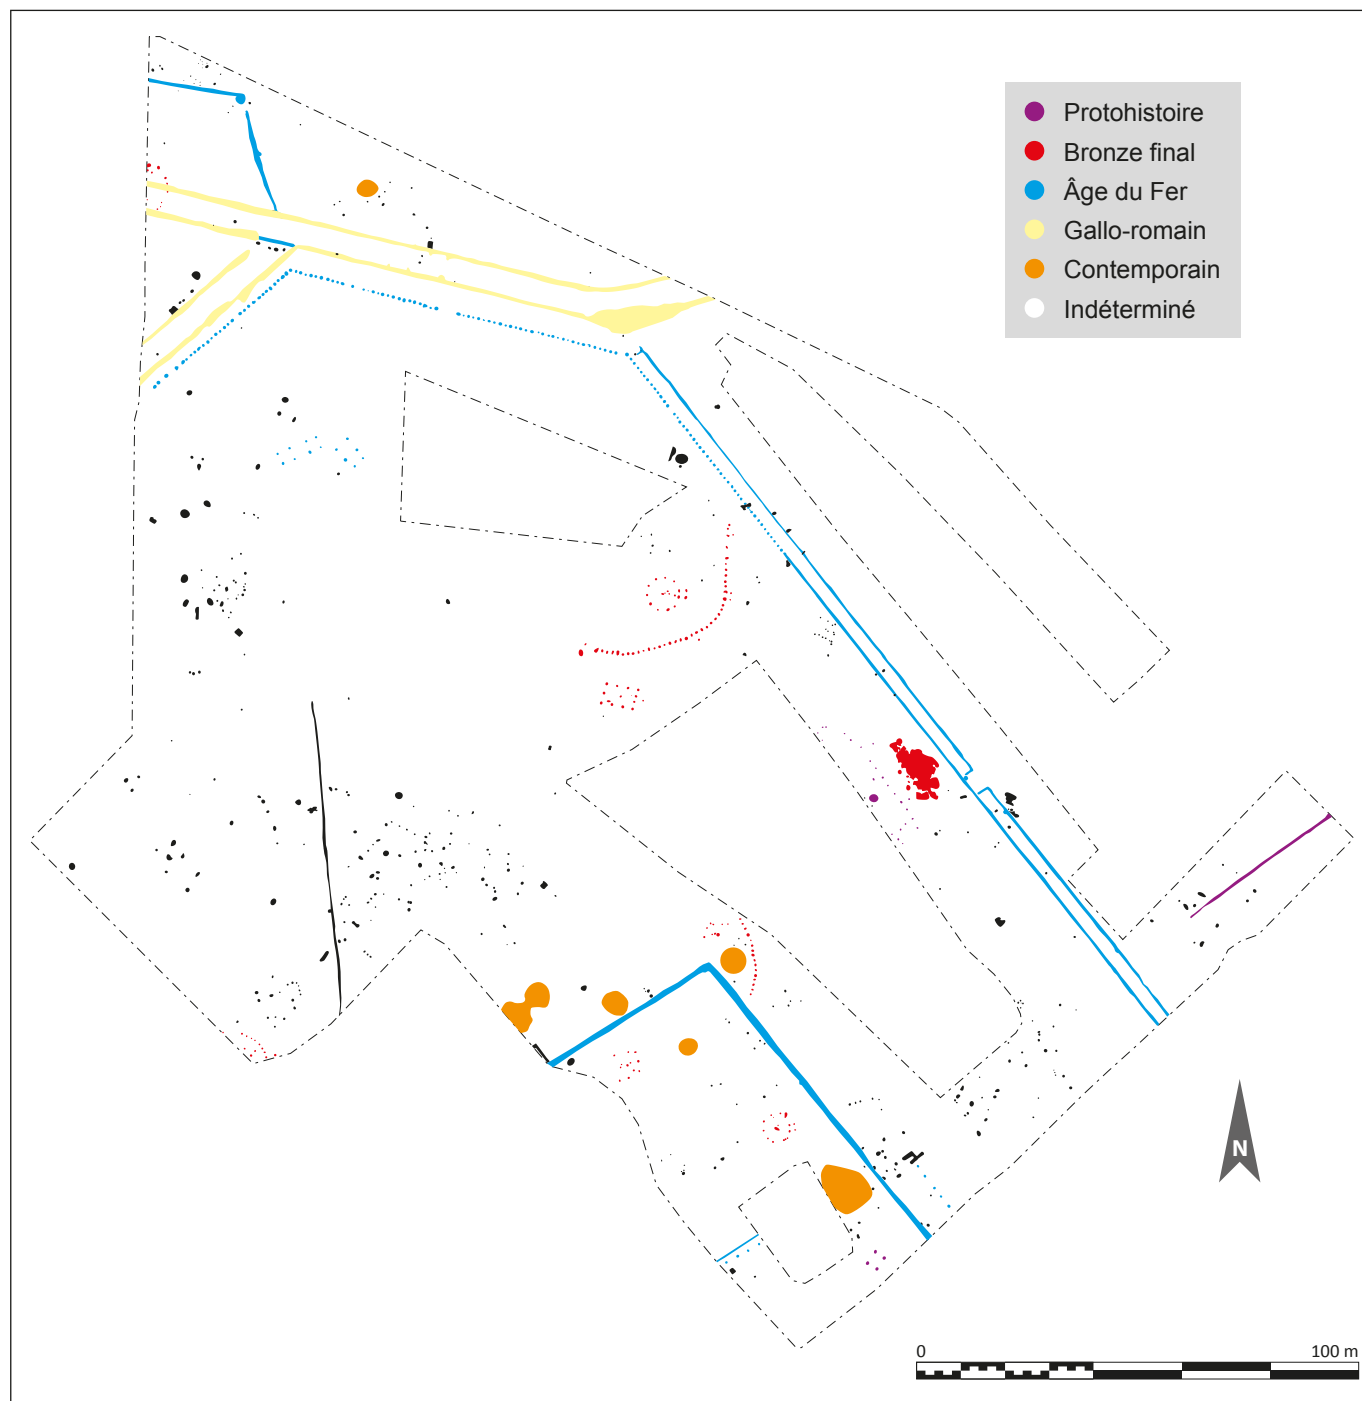 Protohistoire
Bronze final
Âge du Fer
Gallo-romain
Contemporain
Indéterminé
N
0 100 m